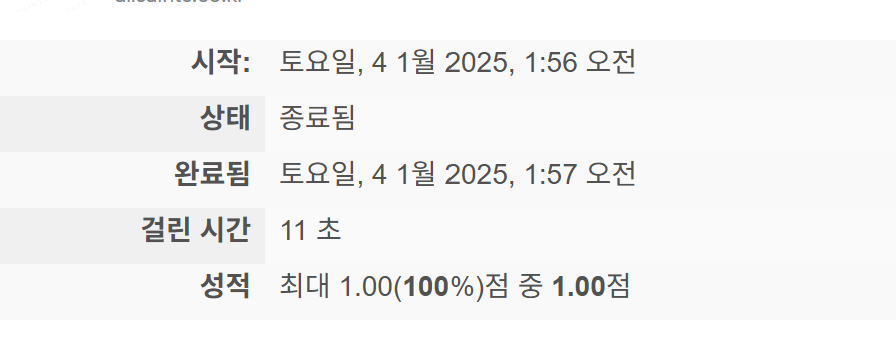 시작: 토요일, 4 1월 2025, 1:56 오전
상태 종료됨
완료됨 토요일, 4 1월 2025, 1:57 오전
걸린 시간 11 초
성적 최대 1.00(100%)점 중 1.00점